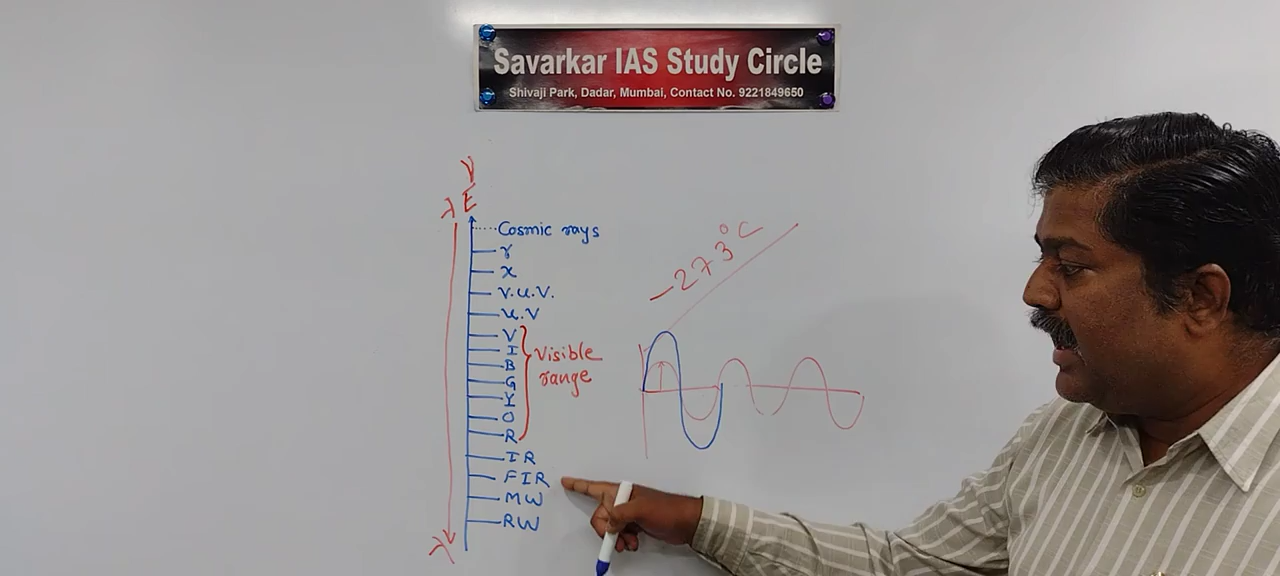 Savarkar IAS Study Circle
Shivaji Park, Dadar, Mumbai, Contact No. 9221849650
ν
λ E
Cosmic rays
γ
x
V.U.V.
U.V
V
I
B
G
Y
O
R
Visible
range
IR
FIR
MW
RW
λ
-273°C